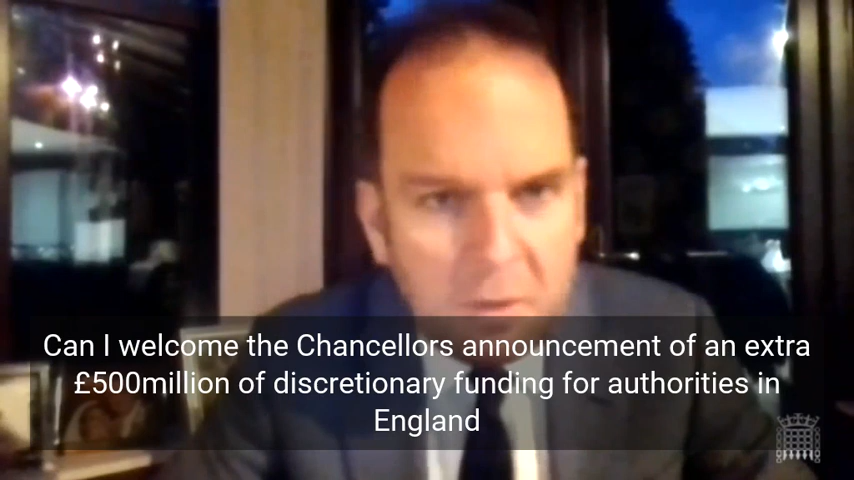 Can I welcome the Chancellors announcement of an extra
£500million of discretionary funding for authorities in
England